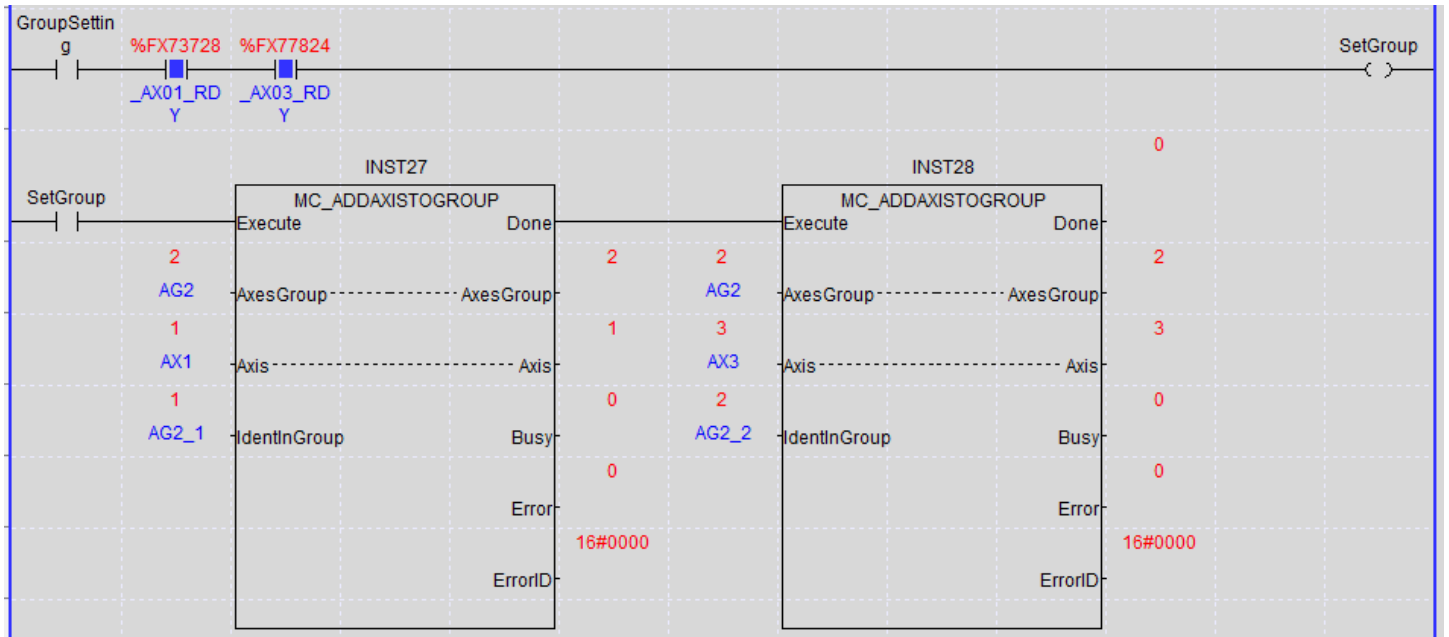 GroupSettin
g
%FX73728 %FX77824
SetGroup
_AX01_RD _AX03_RD
Y Y
0
INST27 INST28
SetGroup
MC_ADDAXISTOGROUP MC_ADDAXISTOGROUP
Execute Done Execute Done
2 2 2 2
AG2 AxesGroup AxesGroup AG2 AxesGroup AxesGroup
1 1 3 3
AX1 Axis Axis AX3 Axis Axis
1 0 2 0
AG2_1 IdentInGroup Busy AG2_2 IdentInGroup Busy
0 0
Error Error
16#0000 16#0000
ErrorID ErrorID